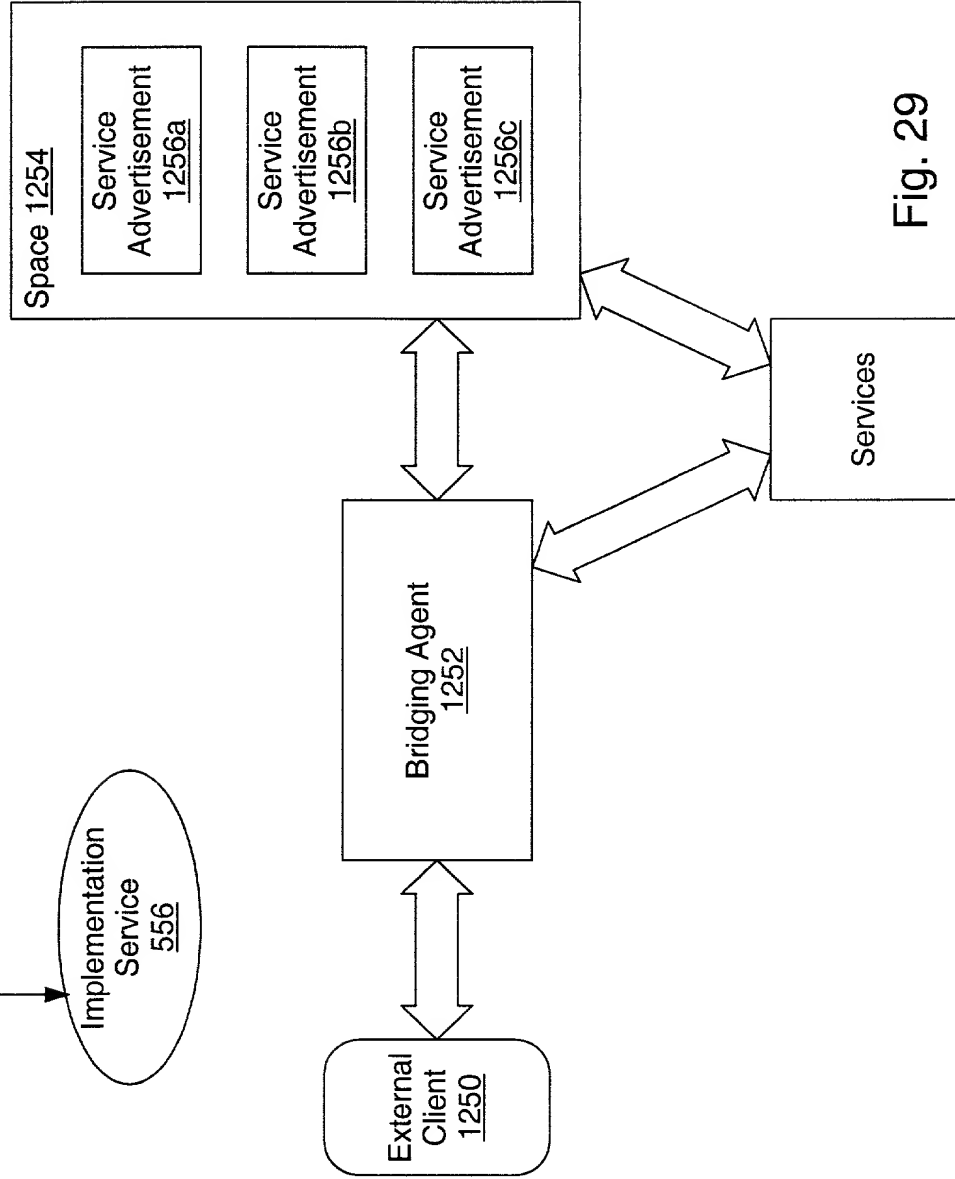 Implementation
Service
556
External
Client
1250
Bridging Agent
1252
Space 1254
Service
Advertisement
1256a
Service
Advertisement
1256b
Service
Advertisement
1256c
Services
Fig. 29